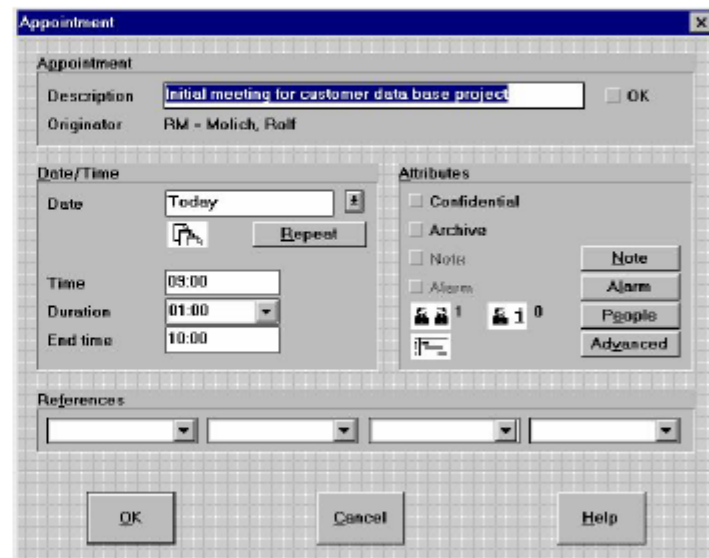 Appointment
Appointment
Description Initial meeting for customer data base project OK
Originator RM - Molich, Rolf
Date/Time
Date Today
Repeat
Time 09:00
Duration 01:00
End time 10:00
Attributes
Confidential
Archive
Note Note
Alarm Alarm
1 0 People
Advanced
References
OK Cancel Help